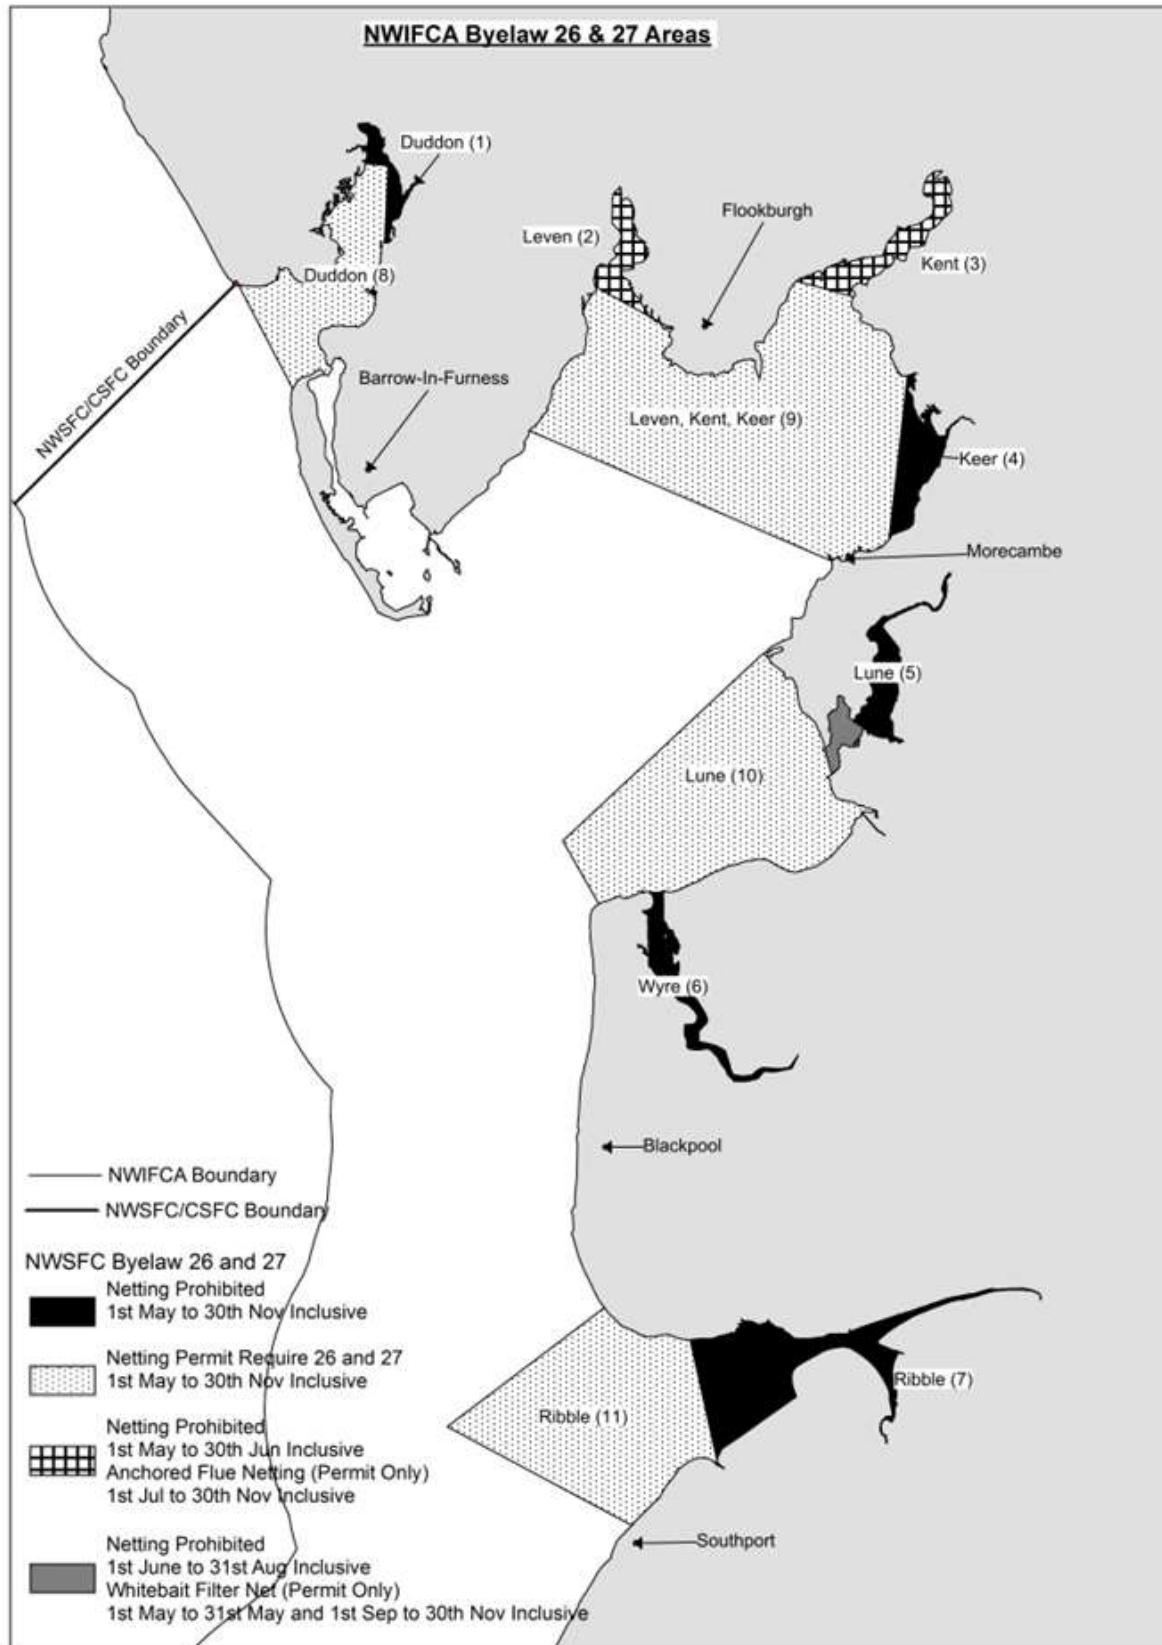 NWIFCA Byelaw 26 & 27 Areas
Duddon (1)
Flookburgh
Leven (2)
Kent (3)
Duddon (8)
NWSFC/CSFC Boundary
Barrow-In-Furness
Leven, Kent, Keer (9)
Keer (4)
Morecambe
Lune (5)
Lune (10)
Wyre (6)
Blackpool
NWIFCA Boundary
NWSFC/CSFC Boundary
NWSFC Byelaw 26 and 27
Netting Prohibited
1st May to 30th Nov Inclusive
Netting Permit Require 26 and 27
1st May to 30th Nov Inclusive
Netting Prohibited
1st May to 30th Jun Inclusive
Anchored Flue Netting (Permit Only)
1st Jul to 30th Nov Inclusive
Netting Prohibited
1st June to 31st Aug Inclusive
Whitebait Filter Net (Permit Only)
1st May to 31st May and 1st Sep to 30th Nov Inclusive
Ribble (7)
Ribble (11)
Southport